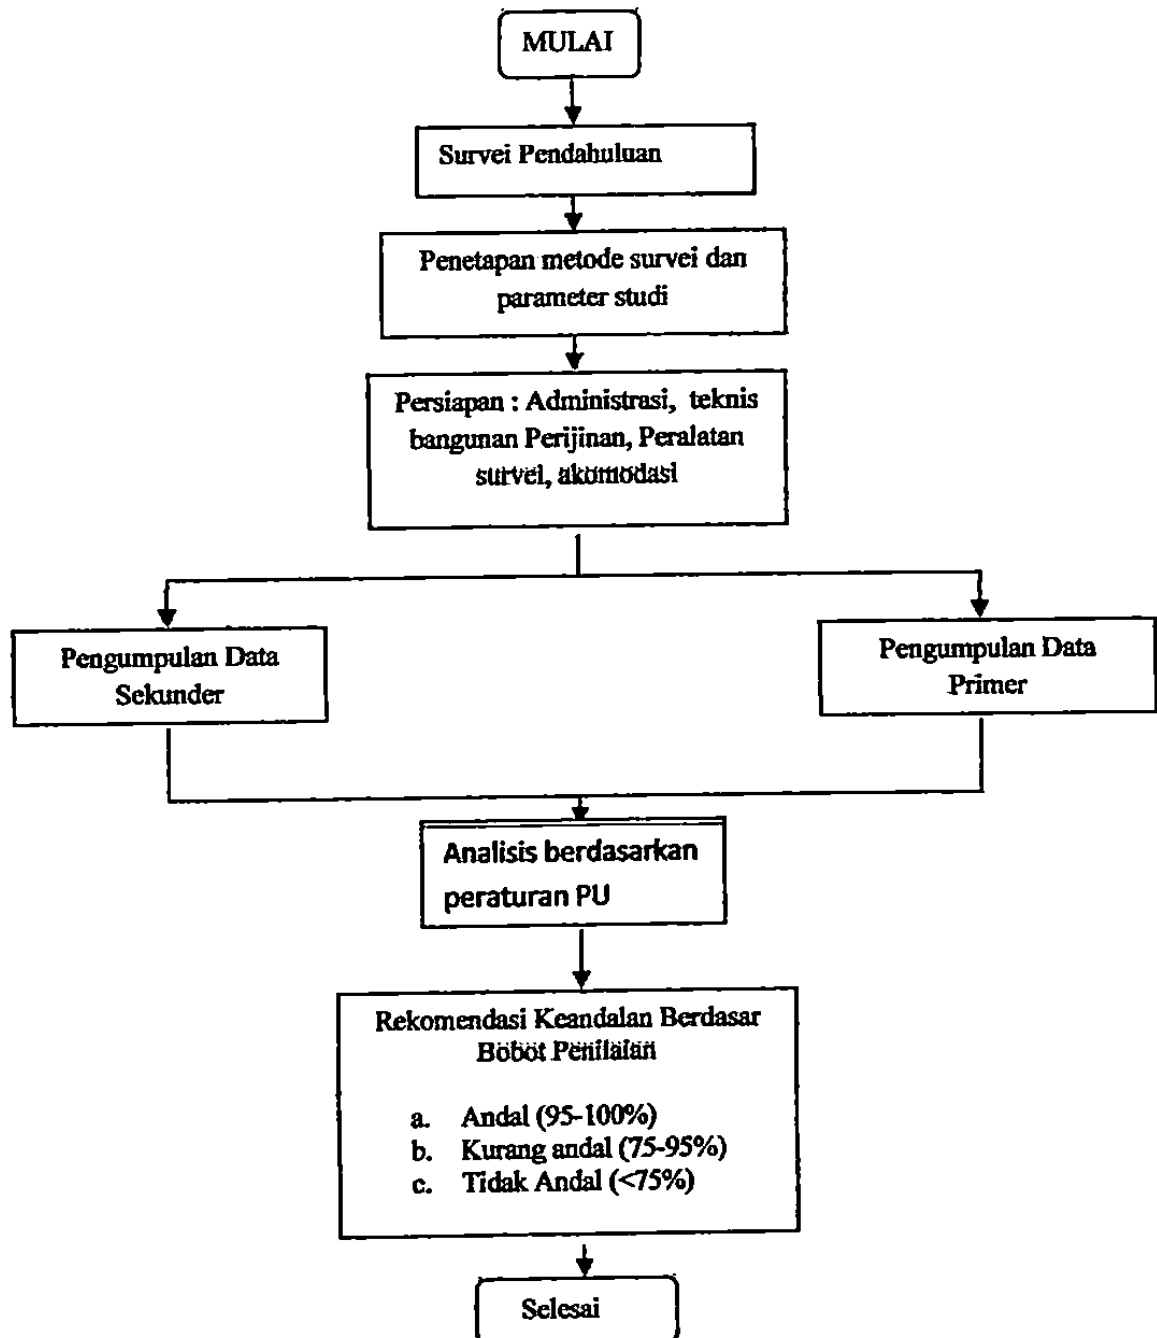 MULAI
Survei Pendahuluan
Penetapan metode survei dan
parameter studi
Persiapan : Administrasi, teknis
bangunan Perijinan, Peralatan
survei, akomodasi
Pengumpulan Data
Sekunder
Pengumpulan Data
Primer
Analisis berdasarkan
peraturan PU
Rekomendasi Keandalan Berdasar
Bobot Penilaian
a. Andal (95-100%)
b. Kurang andal (75-95%)
c. Tidak Andal (<75%)
Selesai